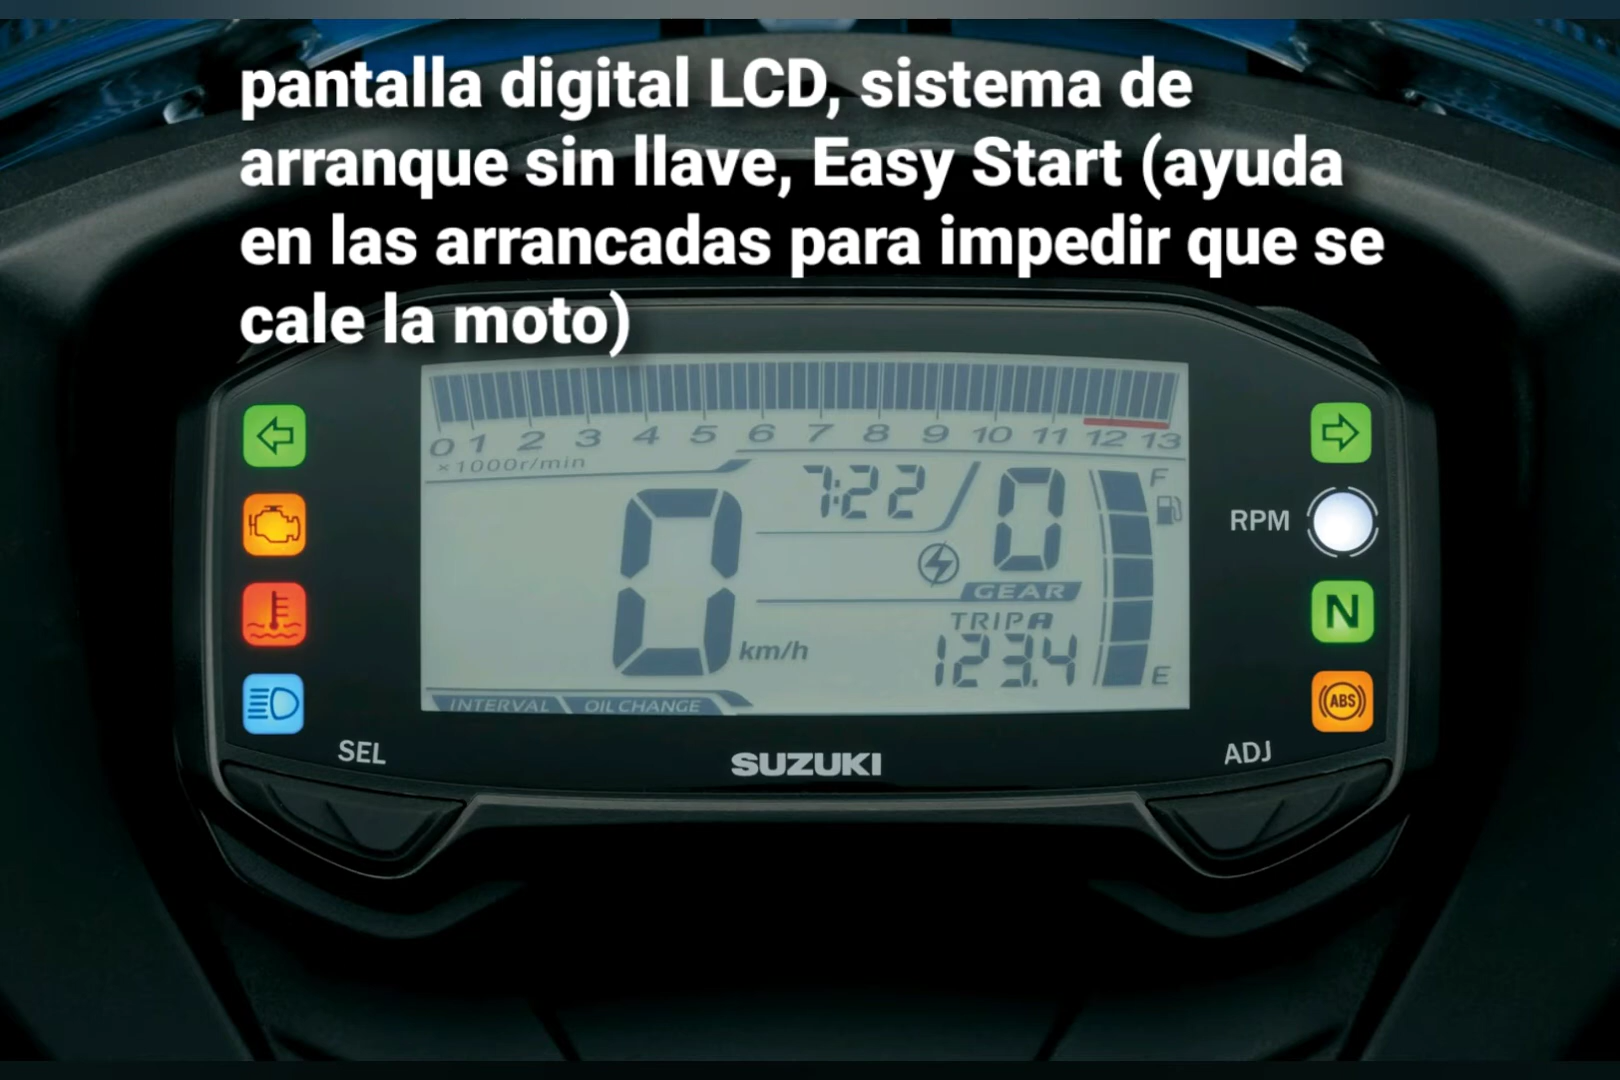 pantalla digital LCD, sistema de
arranque sin llave, Easy Start (ayuda
en las arrancadas para impedir que se
cale la moto)
0 1 2 3 4 5 6 7 8 9 10 11 12 13
×1000r/min
7:22
0
F
RPM
GEAR
N
TRIP A
0 km/h
123.4
E
ABS
INTERVAL
OIL CHANGE
SEL
SUZUKI
ADJ